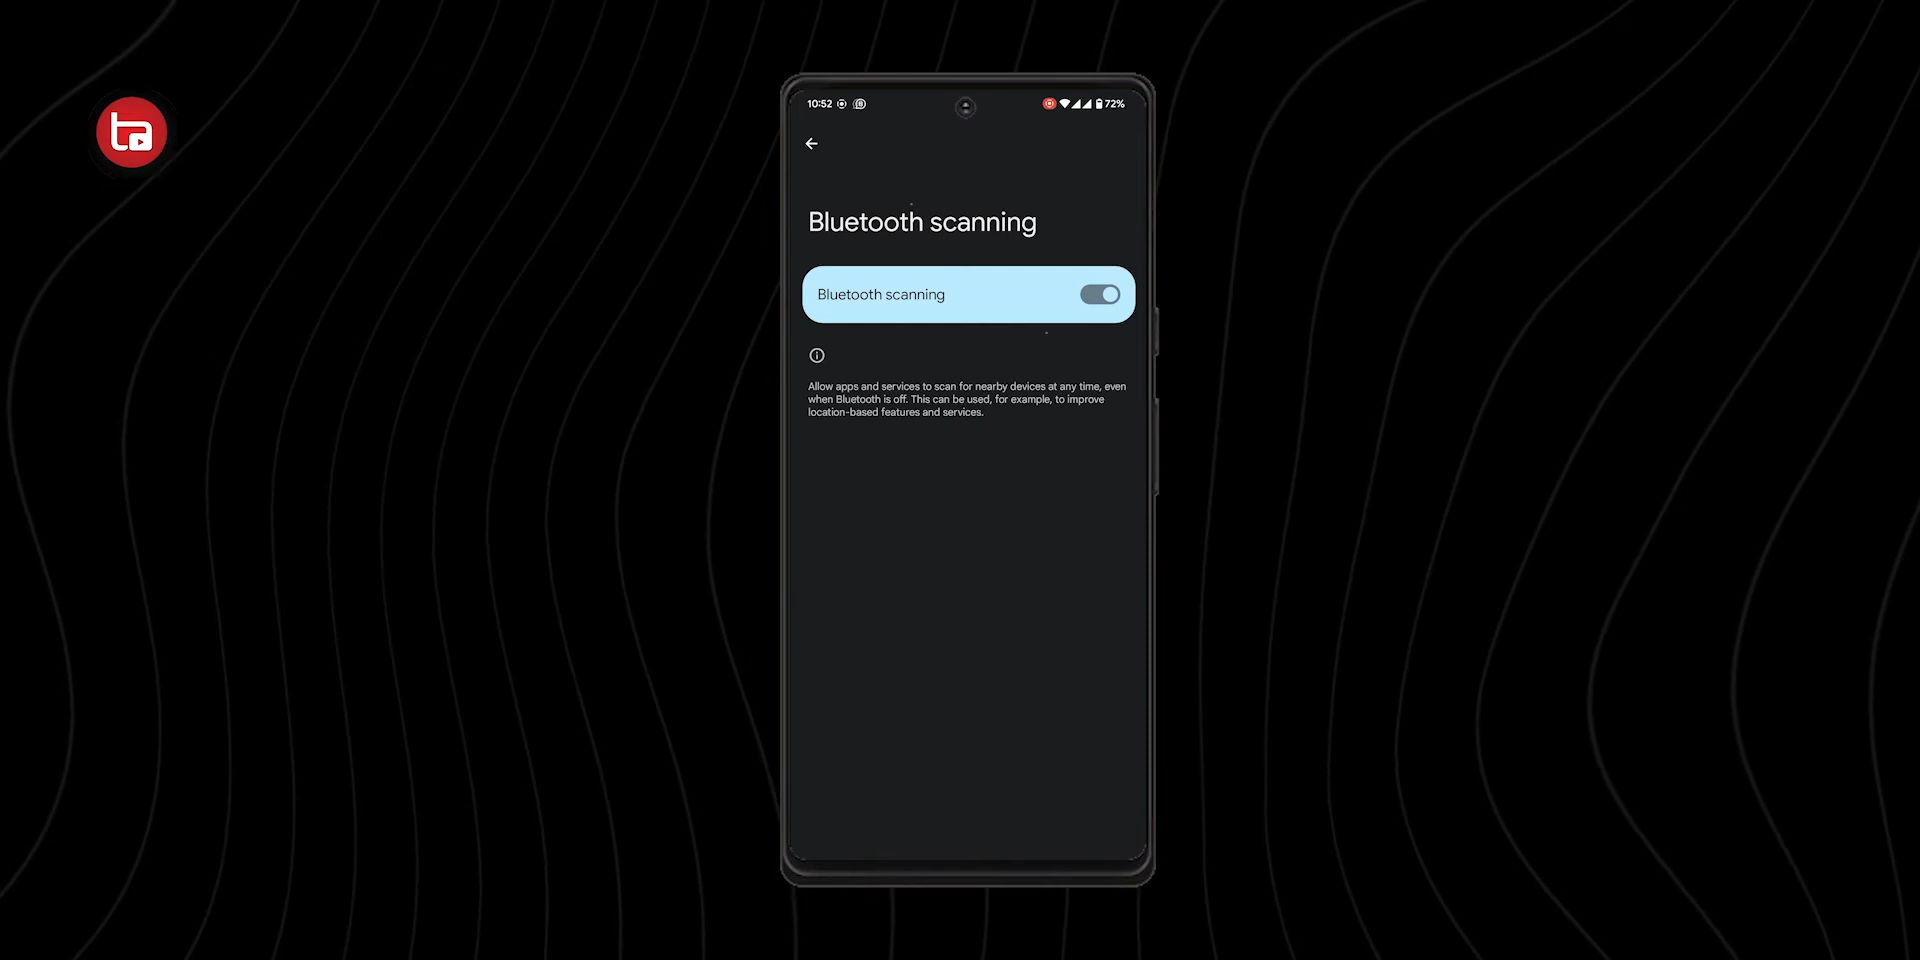 ta
10:52
72%
Bluetooth scanning
Bluetooth scanning
Allow apps and services to scan for nearby devices at any time, even
when Bluetooth is off. This can be used, for example, to improve
location-based features and services.